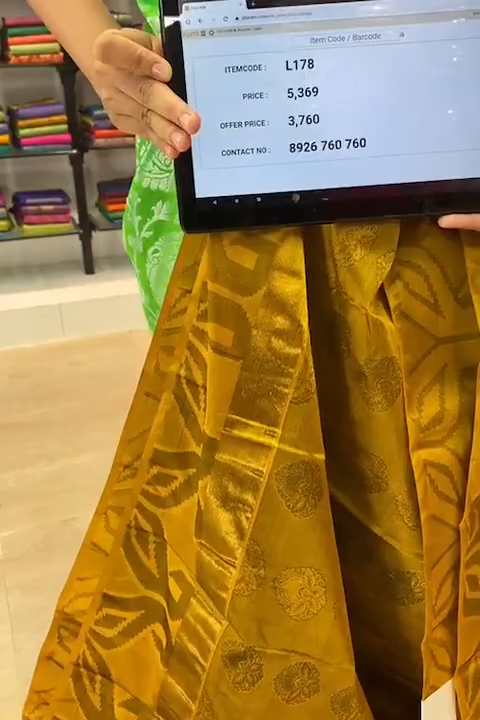 Item Code / Barcode
ITEMCODE : L178
PRICE : 5,369
OFFER PRICE : 3,760
CONTACT NO : 8926 760 760